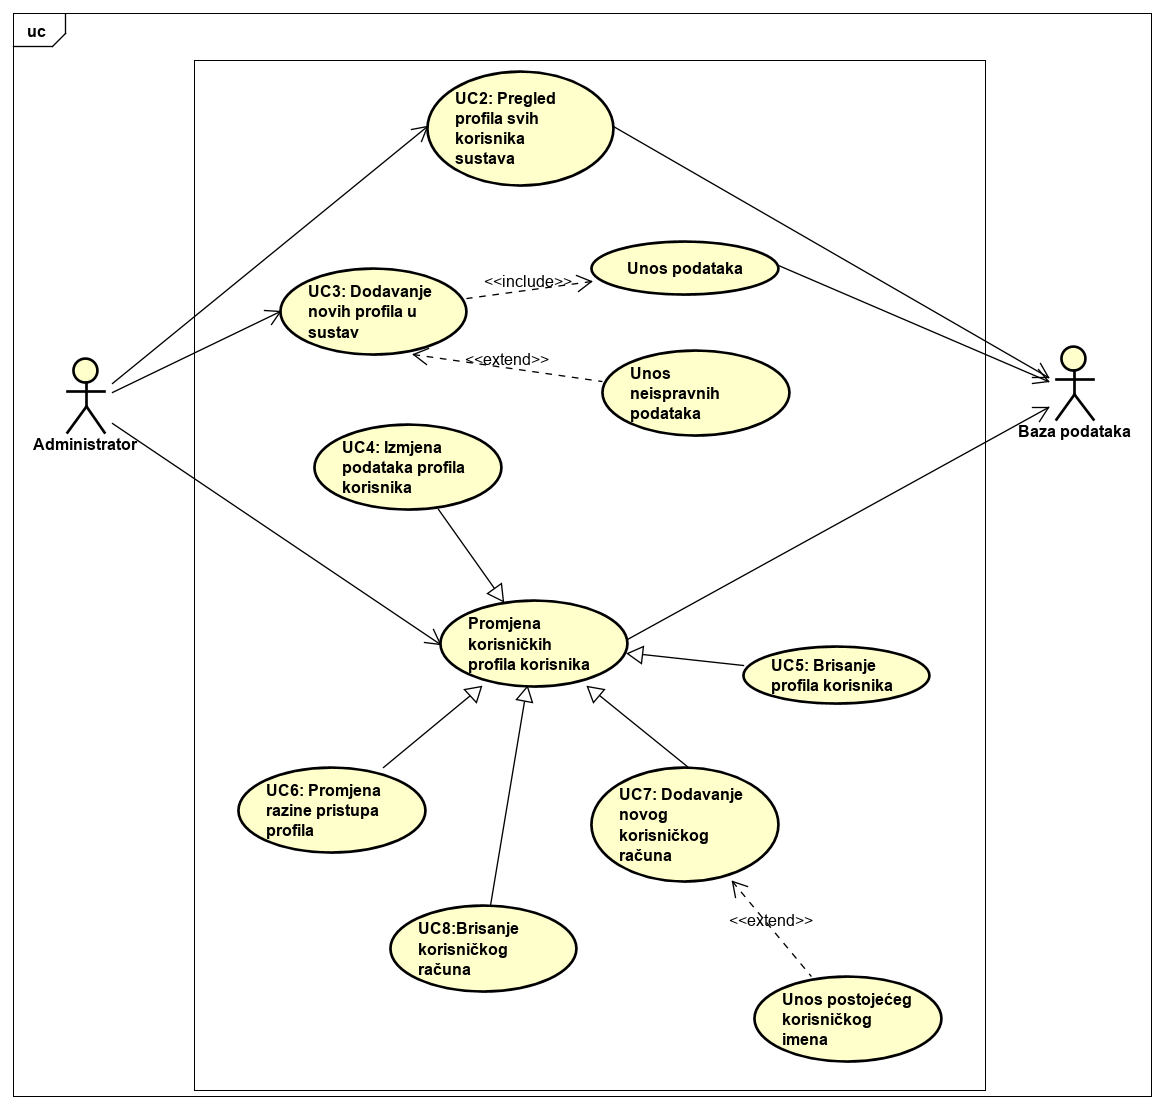 uc
UC2: Pregled
profila svih
korisnika
sustava
<<include>>
Unos podataka
UC3: Dodavanje
novih profila u
sustav
<<extend>>
Unos
neispravnih
podataka
Administrator
Baza podataka
UC4: Izmjena
podataka profila
korisnika
Promjena
korisničkih
profila korisnika
UC5: Brisanje
profila korisnika
UC6: Promjena
razine pristupa
profila
UC7: Dodavanje
novog
korisničkog
računa
UC8:Brisanje
korisničkog
računa
<<extend>>
Unos postojećeg
korisničkog
imena